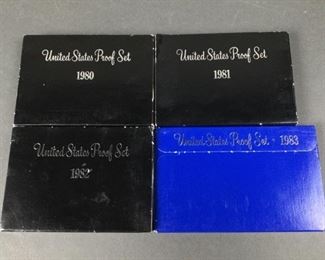 United States Proof Set
1980
United States Proof Set
1981
United States Proof Set
1982
United States Proof Set • 1983